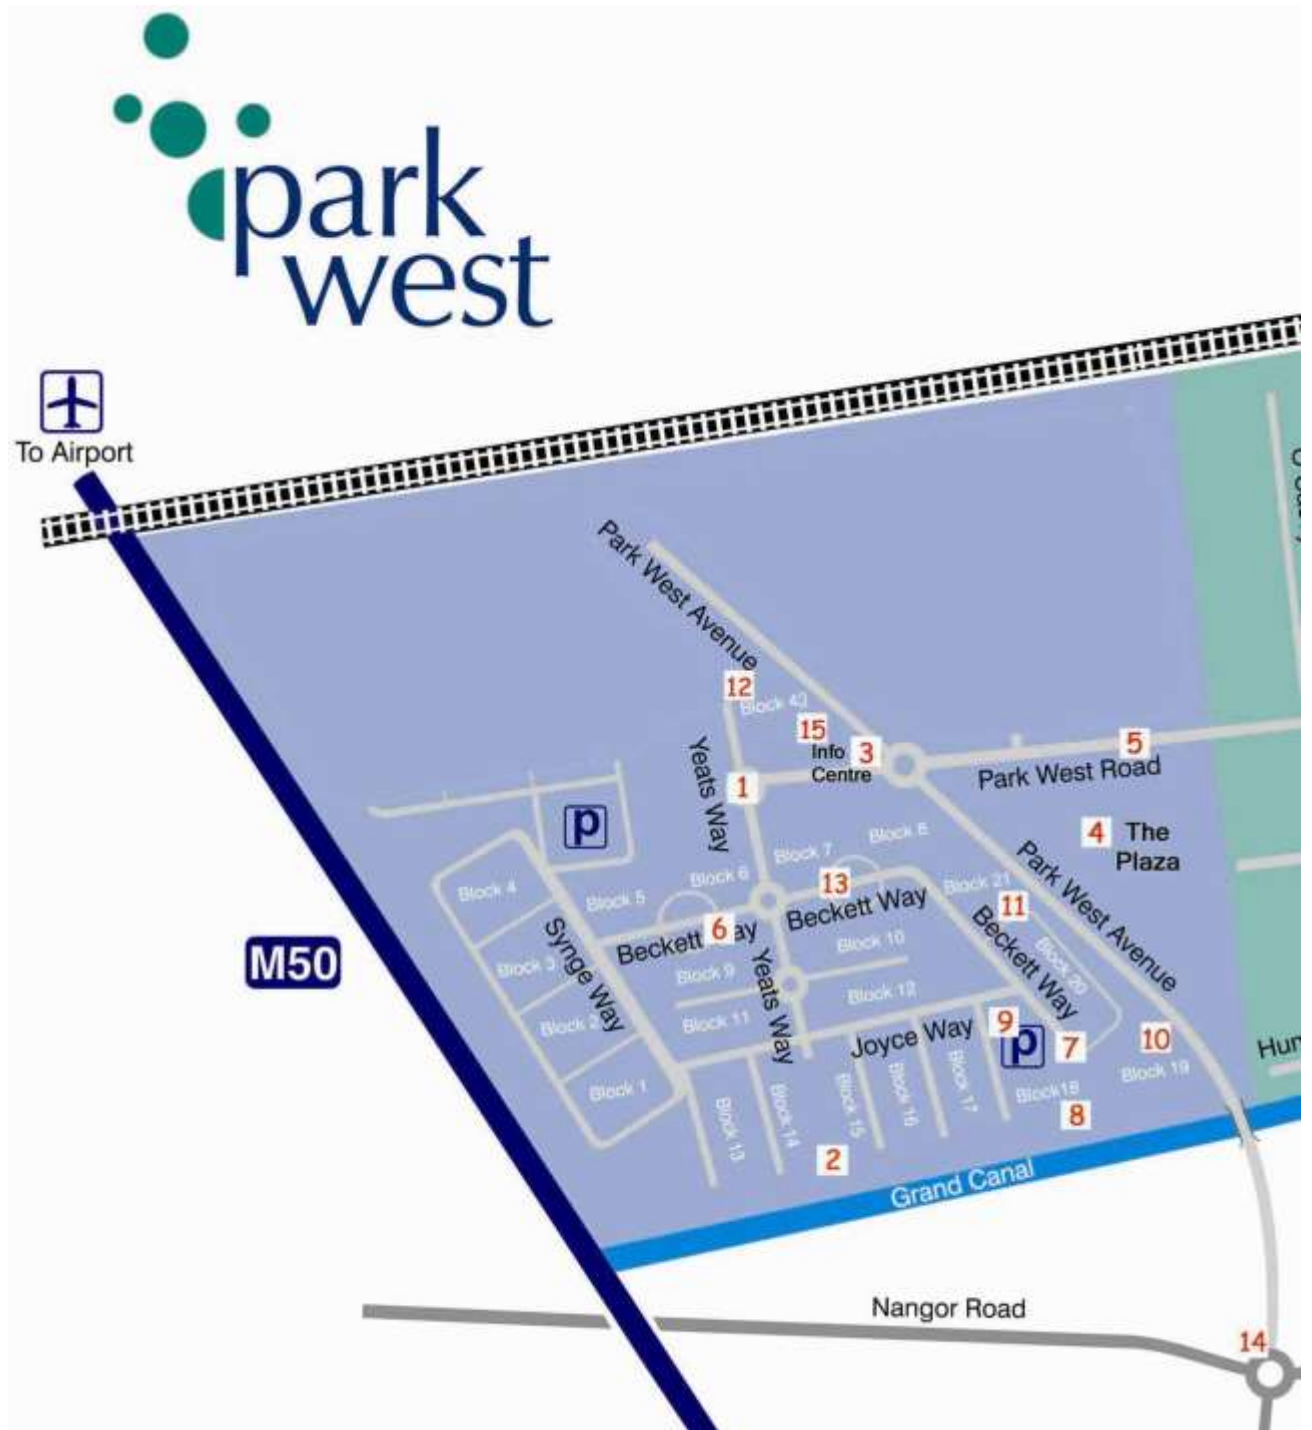 park
west
To Airport
Park West Avenue
12
Block 43
15
Info
Centre
3
5
Park West Road
Yeats Way
1
4
The
Plaza
p
Block 7
Block 6
Block 4
Block 5
13
Block 21
11
Park West Avenue
Beckett Way
6
Beckett Way
Synge Way
Block 10
Beckett Way
Block 20
M50
Block 3
Block 9
Yeats Way
Block 12
Block 2
Block 11
Joyce Way
9
p
7
10
Block 1
Block 13
Block 14
Block 15
Block 16
Block 17
Block18
Block 19
8
2
Grand Canal
Nangor Road
14